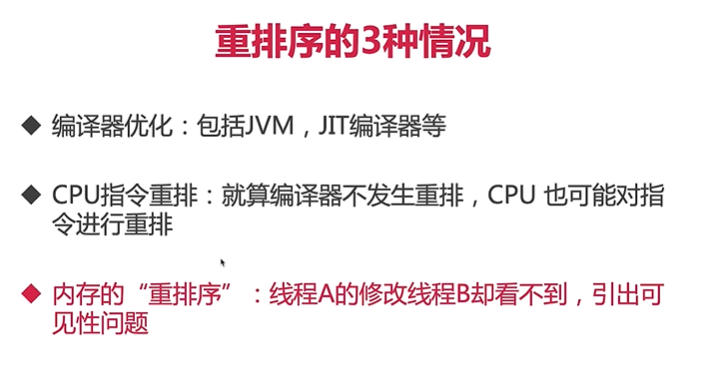 重排序的3种情况
◆ 编译器优化：包括JVM，JIT编译器等
◆ CPU指令重排：就算编译器不发生重排，CPU 也可能对指
令进行重排
◆ 内存的“重排序”：线程A的修改线程B却看不到，引出可
见性问题